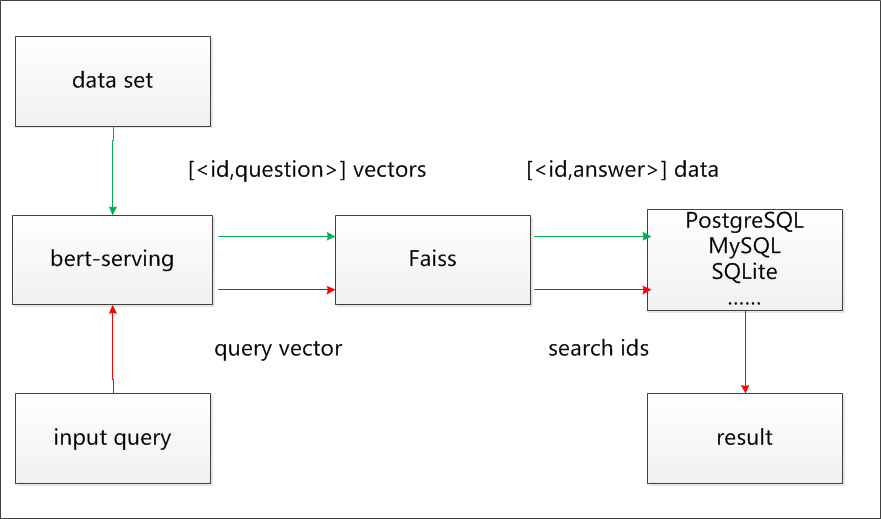 data set
[<id,question>] vectors
[<id,answer>] data
bert-serving
Faiss
PostgreSQL
MySQL
SQLite
......
query vector
search ids
input query
result